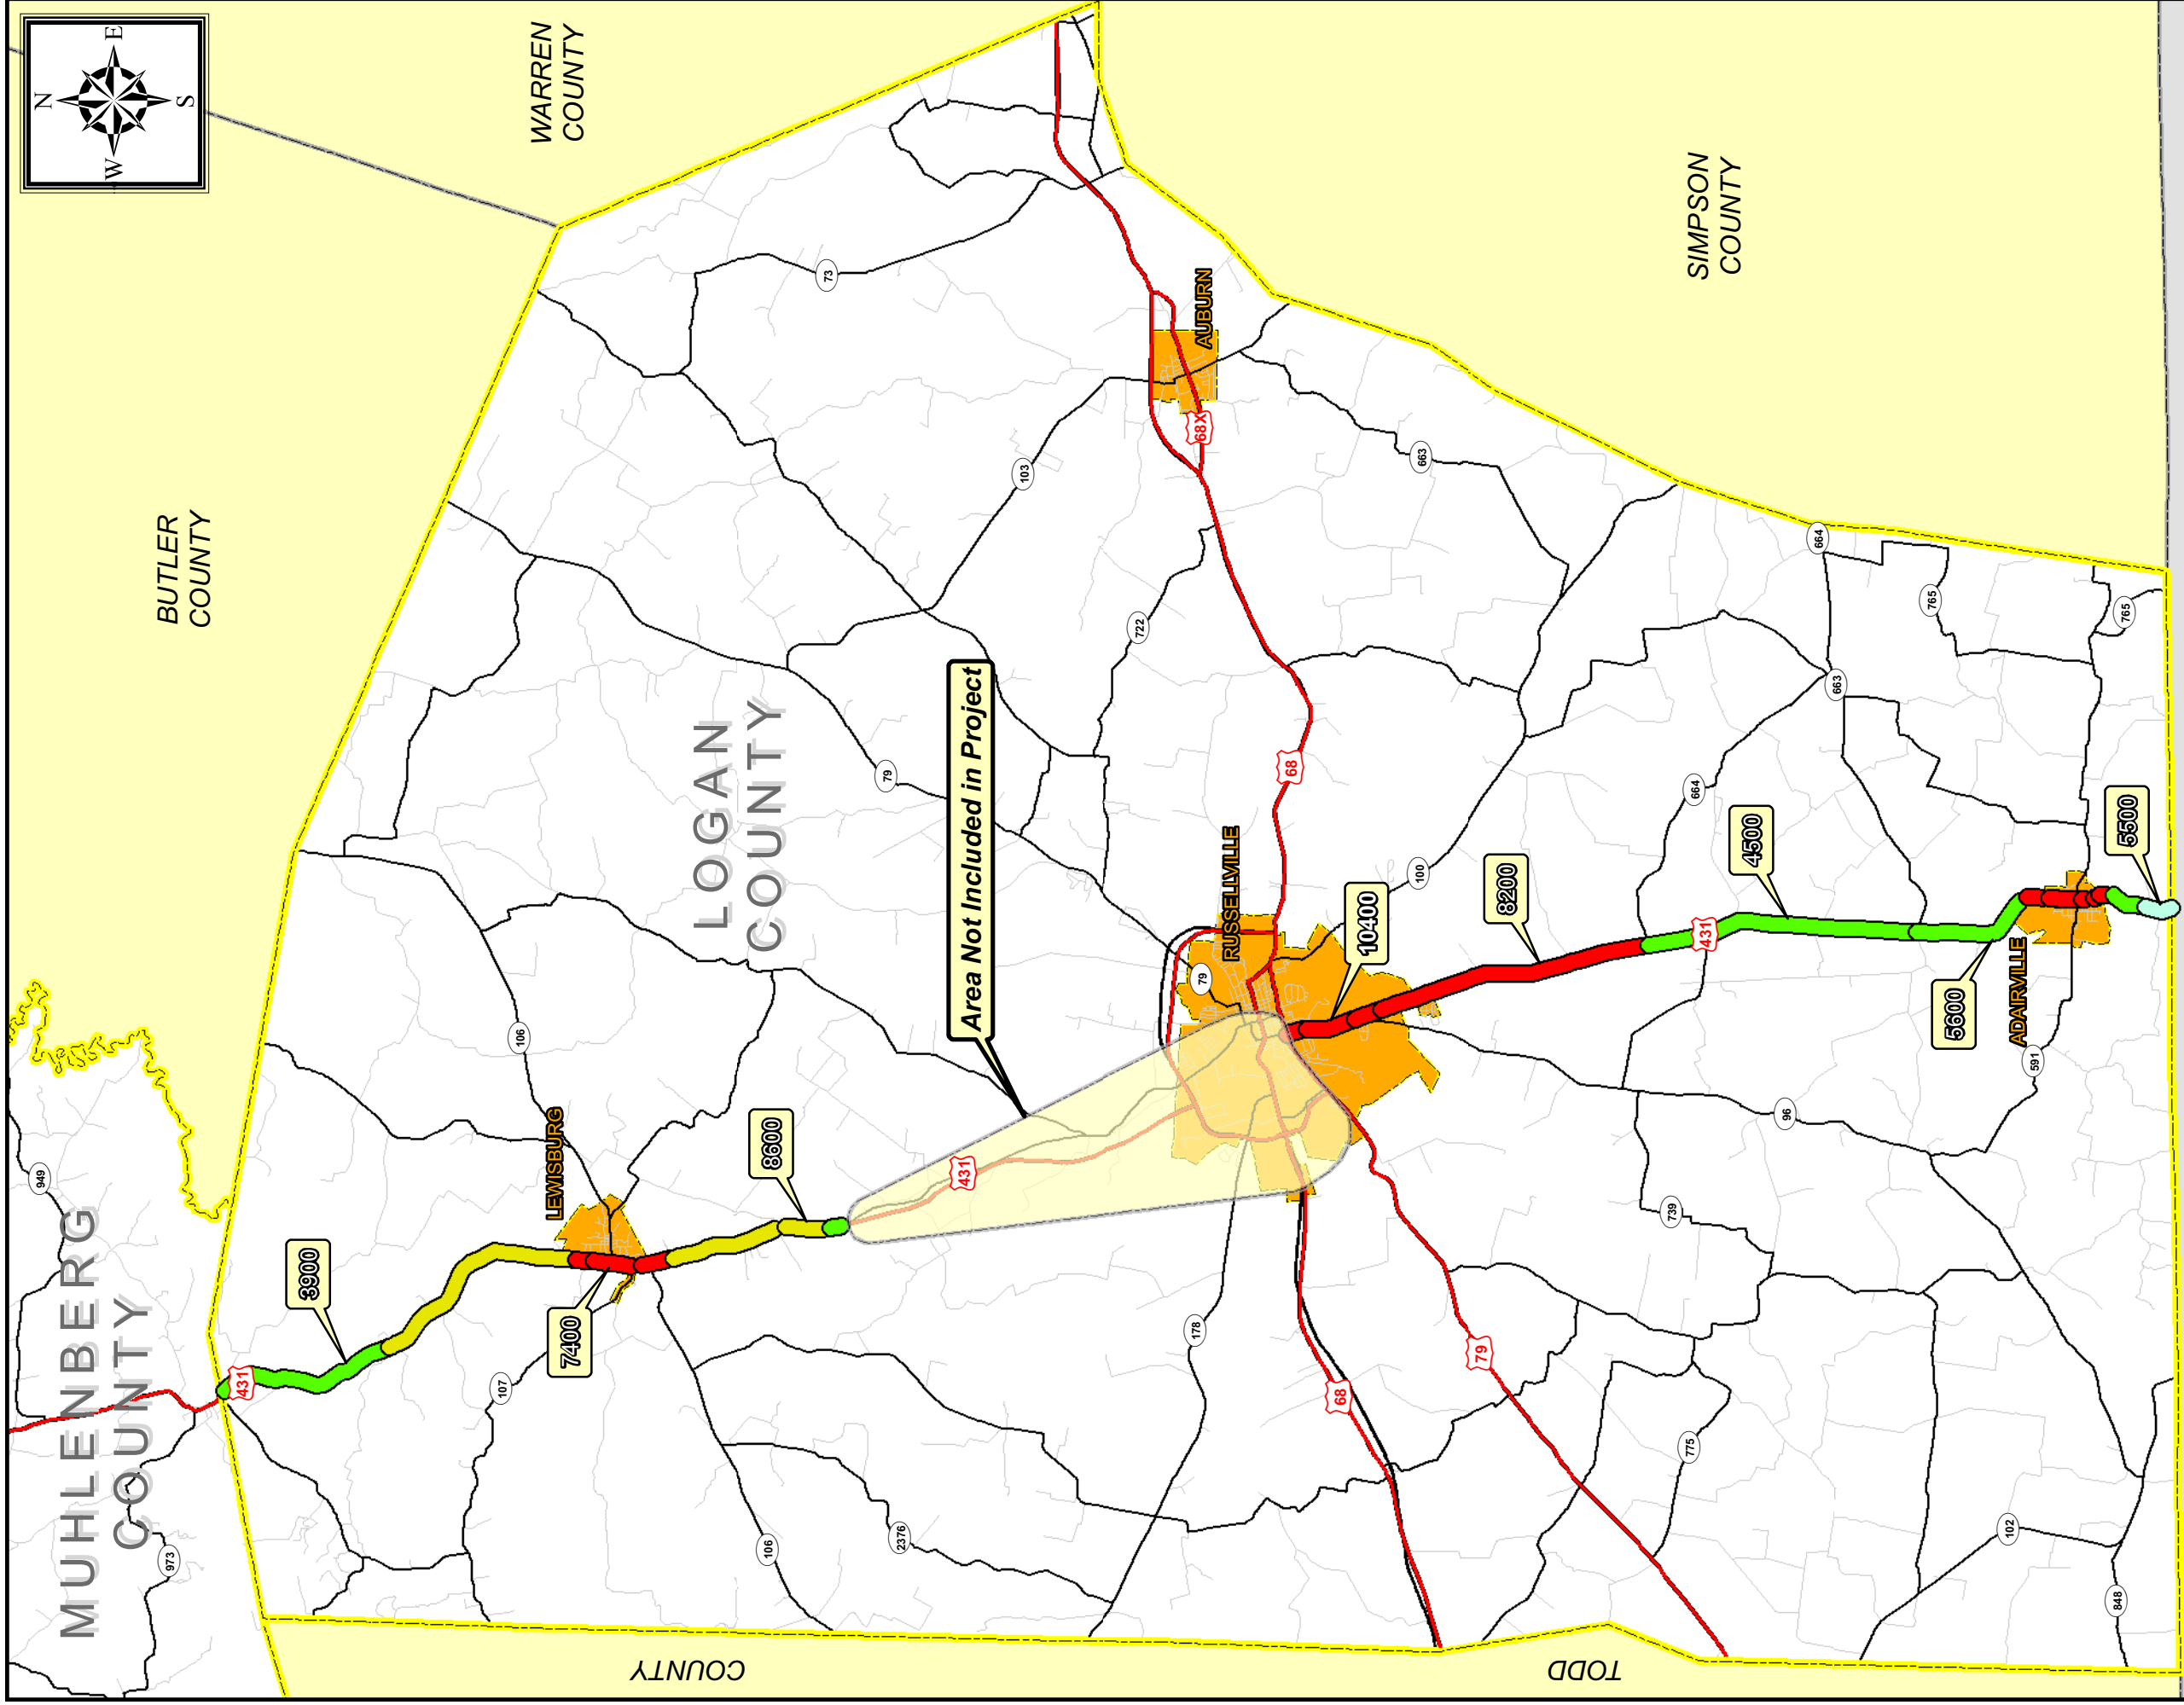 N
W
E
S
WARREN
COUNTY
BUTLER
COUNTY
MUHLENBERG
COUNTY
949
973
431
3900
107
106
LEWISBURG
7400
8600
LOGAN
COUNTY
73
103
79
722
Area Not Included in Project
431
106
2376
178
AUBURN
68X
68
RUSSELLVILLE
79
10400
100
68
79
SIMPSON
COUNTY
663
8200
664
4500
431
664
663
765
765
5500
5600
ADAIRVILLE
591
96
739
775
102
848
TODD
COUNTY